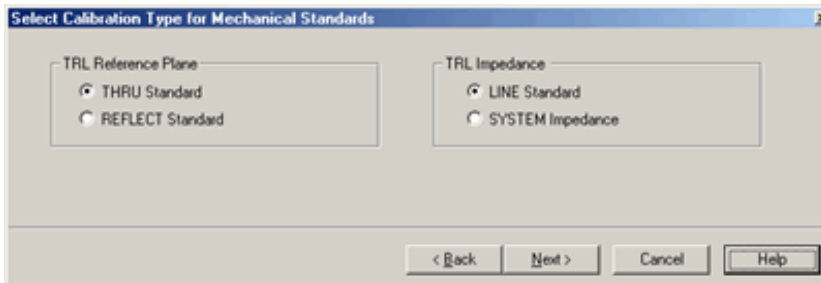 Select Calibration Type for Mechanical Standards
TRL Reference Plane
THRU Standard
REFLECT Standard
TRL Impedance
LINE Standard
SYSTEM Impedance
< Back
Next >
Cancel
Help